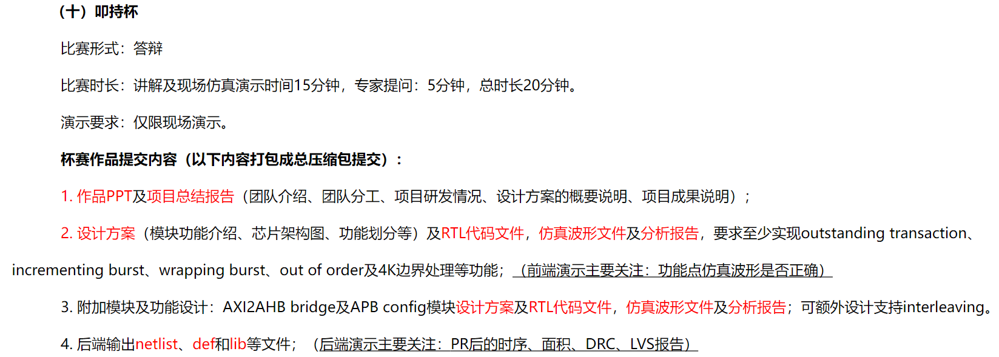 （十）叩持杯
比赛形式：答辩
比赛时长：讲解及现场仿真演示时间15分钟，专家提问：5分钟，总时长20分钟。
演示要求：仅限现场演示。
杯赛作品提交内容（以下内容打包成总压缩包提交）：
1. 作品PPT及项目总结报告（团队介绍、团队分工、项目研发情况、设计方案的概要说明、项目成果说明）；
2. 设计方案（模块功能介绍、芯片架构图、功能划分等）及RTL代码文件，仿真波形文件及分析报告，要求至少实现outstanding transaction、
incrementing burst、wrapping burst、out of order及4K边界处理等功能；（前端演示主要关注：功能点仿真波形是否正确）
3. 附加模块及功能设计：AXI2AHB bridge及APB config模块设计方案及RTL代码文件，仿真波形文件及分析报告；可额外设计支持interleaving。
4. 后端输出netlist、def和lib等文件；（后端演示主要关注：PR后的时序、面积、DRC、LVS报告）